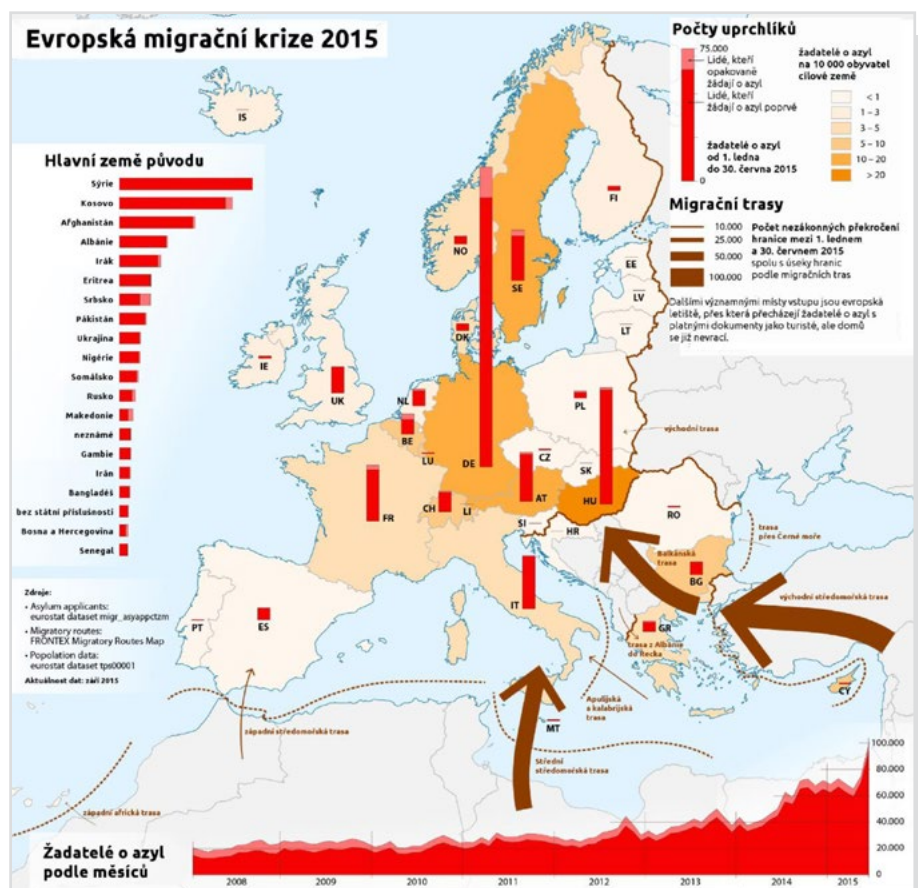 Evropská migrační krize 2015
Počty uprchlíků
75.000
Lidé, kteří
opakovaně
žádají o azyl
Lidé, kteří
žádají o azyl poprvé
žadatelé o azyl
od 1. ledna
do 30. června 2015
0
žadatelé o azyl
na 10 000 obyvatel
cílové země
< 1
1 – 3
3 – 5
5 – 10
10 – 20
> 20
Migrační trasy
10.000
25.000
50.000
100.000
Počet nezákonných překročení
hranice mezi 1. lednem
a 30. červnem 2015
spolu s úseky hranic
podle migračních tras
Dalšími významnými místy vstupu jsou evropská
letiště, přes která přecházejí žadatelé o azyl s
platnými dokumenty jako turisté, ale domů
se již nevrací.
Hlavní země původu
Sýrie
Kosovo
Afghanistán
Albánie
Irák
Eritrea
Srbsko
Pákistán
Ukrajina
Nigérie
Somálsko
Rusko
Makedonie
neznámé
Gambie
Irán
Bangladéš
bez státní příslušnosti
Bosna a Hercegovina
Senegal
Zdroje:
• Asylum applicants:
eurostat dataset migr_asyappctzm
• Migratory routes:
FRONTEX Migratory Routes Map
• Popolation data:
eurostat dataset tps00001
Aktuálnost dat: září 2015
IS
NO
SE
FI
EE
LV
LT
DK
IE
UK
NL
BE
LU
DE
PL
CZ
SK
AT
HU
CH
LI
FR
SI
HR
RO
BG
IT
GR
PT
ES
MT
CY
východní trasa
trasa
přes Černé moře
Balkánská
trasa
východní středomořská trasa
trasa z Albánie
do Řecka
Apulijská
a kalabrijská
trasa
Střední
středomořská trasa
západní středomořská trasa
západní africká trasa
Žadatelé o azyl
podle měsíců
100.000
80.000
60.000
40.000
20.000
0
2008
2009
2010
2011
2012
2013
2014
2015